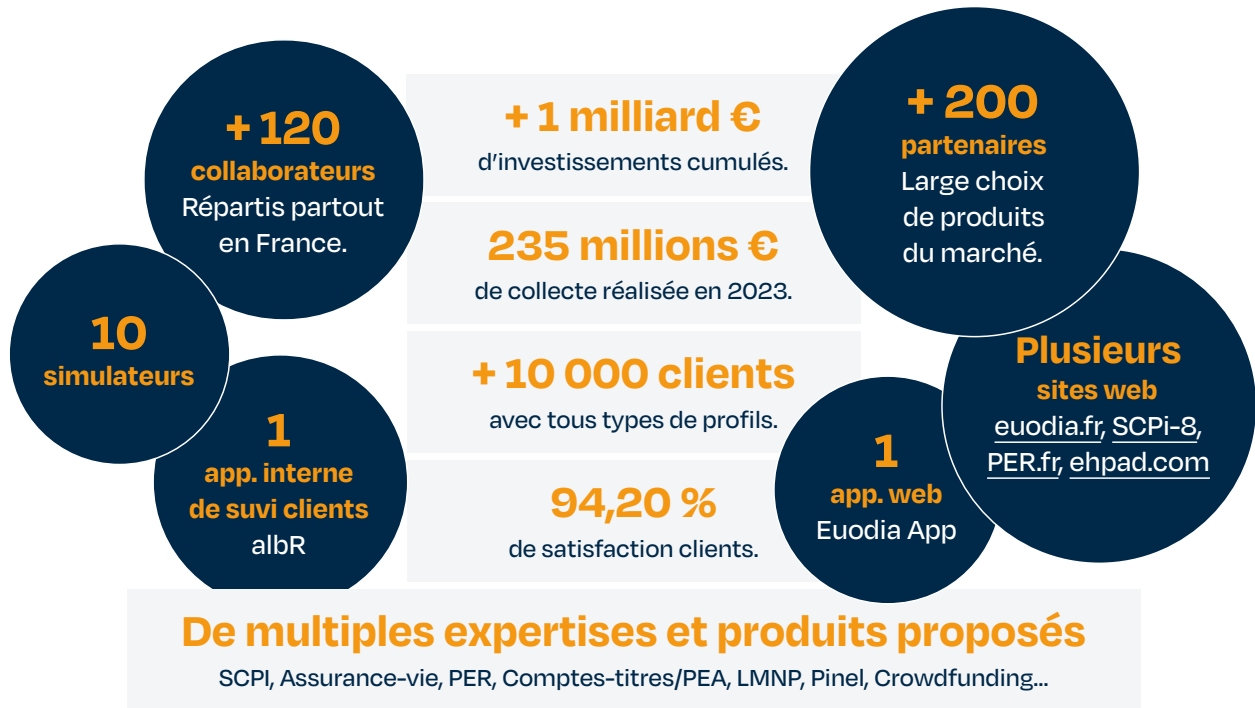 + 120
collaborateurs
Répartis partout
en France.
10
simulateurs
1
app. interne
de suvi clients
albR
+ 1 milliard €
d'investissements cumulés.
235 millions €
de collecte réalisée en 2023.
+ 10 000 clients
avec tous types de profils.
94,20 %
de satisfaction clients.
+ 200
partenaires
Large choix
de produits
du marché.
Plusieurs
sites web
euodia.fr, SCPi-8,
PER.fr, ehpad.com
1
app. web
Euodia App
De multiples expertises et produits proposés
SCPI, Assurance-vie, PER, Comptes-titres/PEA, LMNP, Pinel, Crowdfunding...